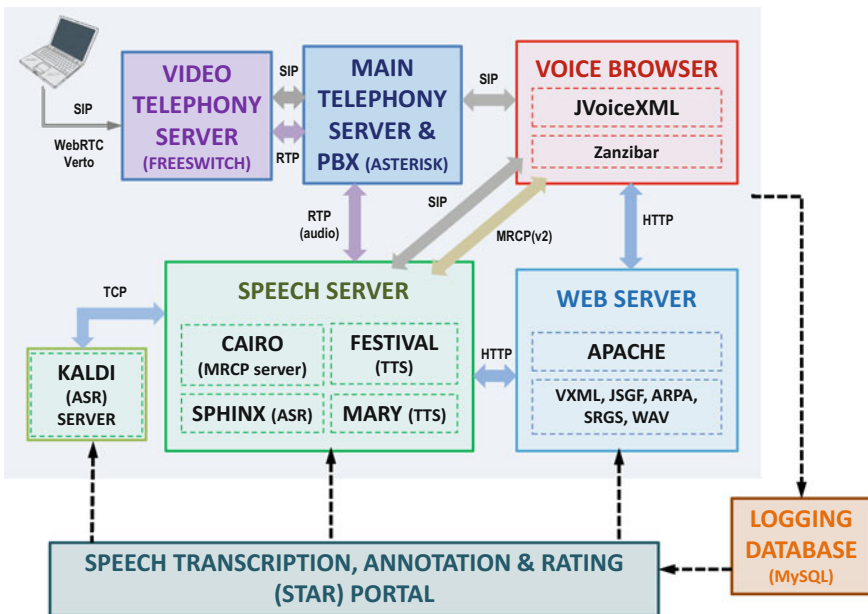 SIP
WebRTC
Verto
VIDEO
TELEPHONY
SERVER
(FREESWITCH)
SIP
RTP
MAIN
TELEPHONY
SERVER &
PBX (ASTERISK)
SIP
VOICE BROWSER
JVoiceXML
Zanzibar
RTP
(audio)
SIP
MRCP(v2)
HTTP
TCP
SPEECH SERVER
CAIRO
(MRCP server)
FESTIVAL
(TTS)
SPHINX (ASR)
MARY (TTS)
HTTP
WEB SERVER
APACHE
VXML, JSGF, ARPA,
SRGS, WAV
KALDI
(ASR)
SERVER
LOGGING
DATABASE
(MySQL)
SPEECH TRANSCRIPTION, ANNOTATION & RATING
(STAR) PORTAL